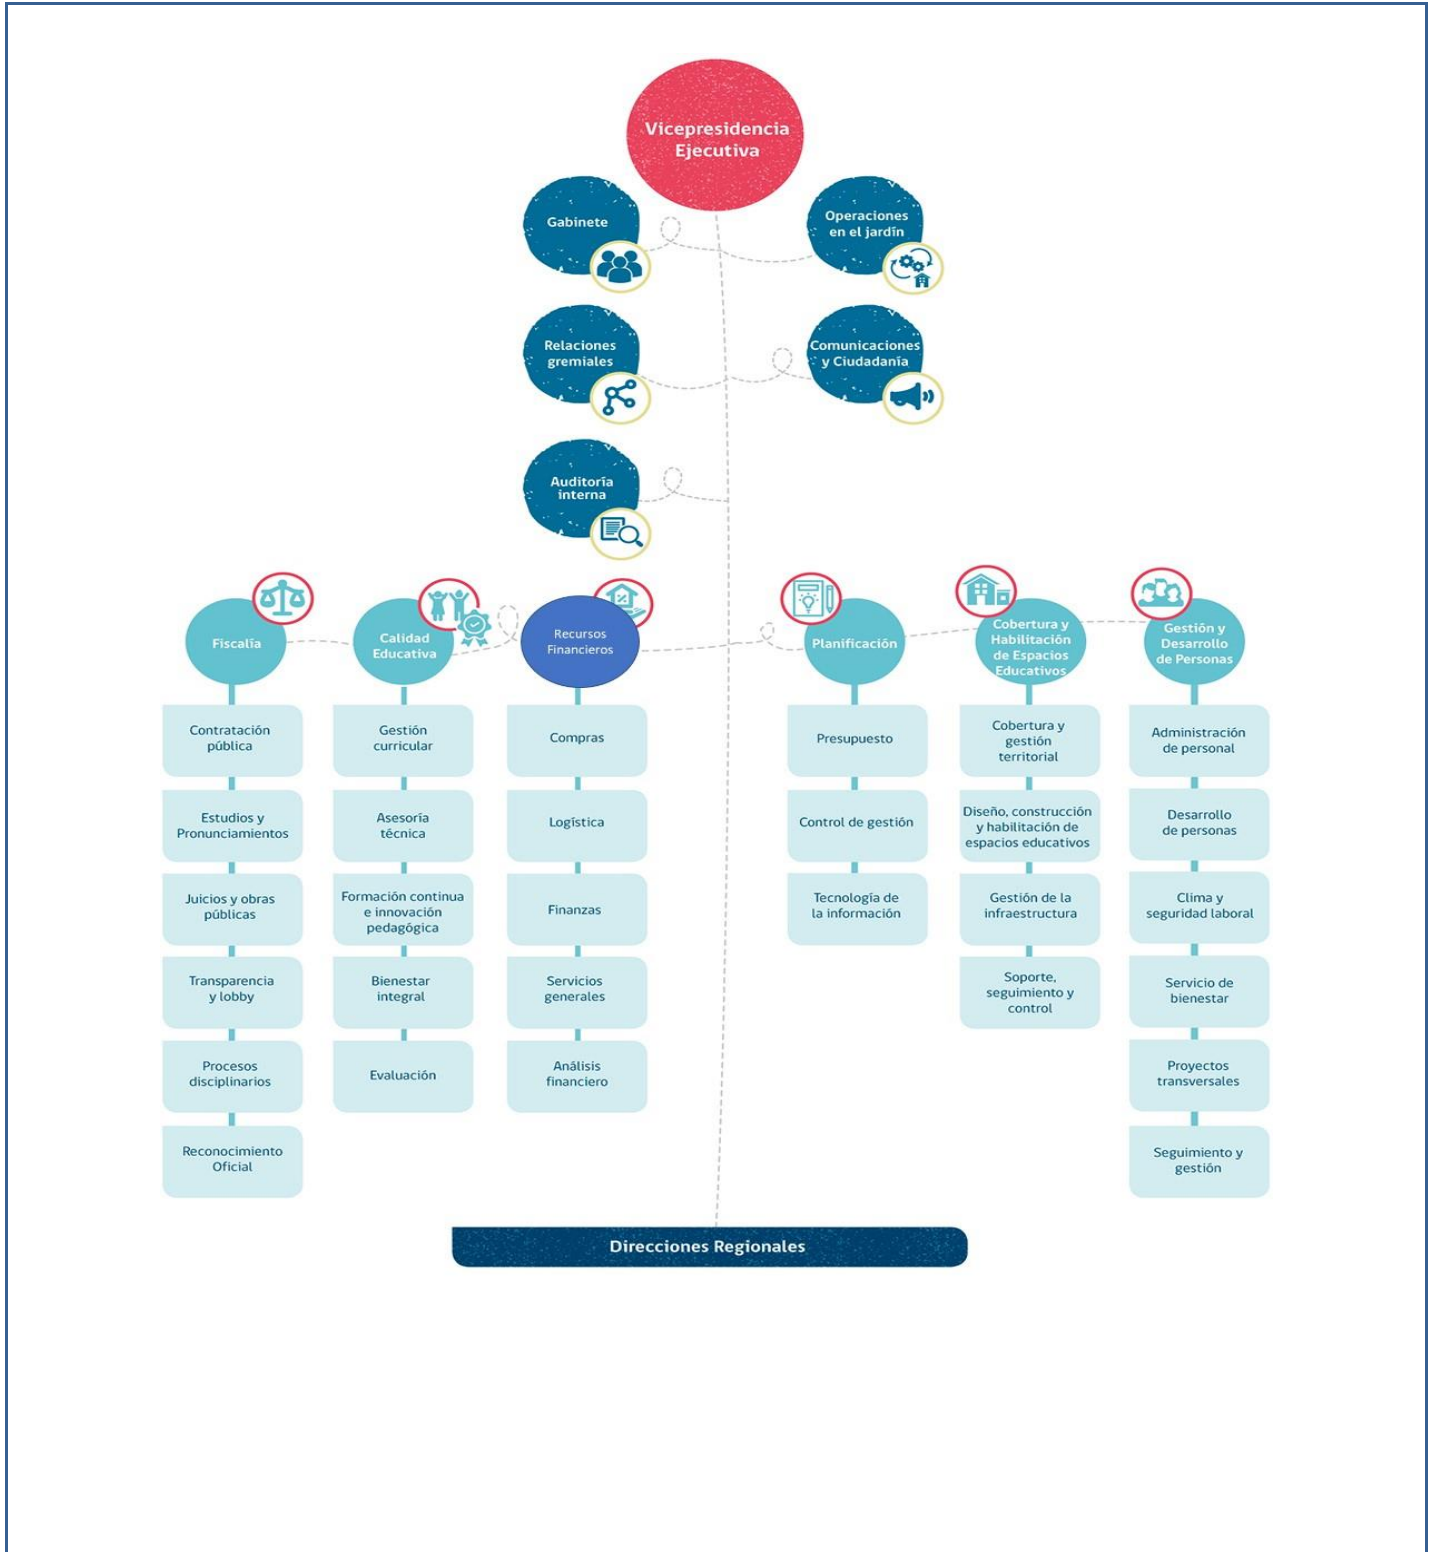 Vicepresidencia
Ejecutiva
Gabinete
Operaciones
en el jardín
Relaciones
gremiales
Comunicaciones
y Ciudadanía
Auditoría
interna
Fiscalía
Contratación
pública
Estudios y
Pronunciamientos
Juicios y obras
públicas
Transparencia
y lobby
Procesos
disciplinarios
Reconocimiento
Oficial
Calidad
Educativa
Gestión
curricular
Asesoría
técnica
Formación continua
e innovación
pedagógica
Bienestar
integral
Evaluación
Recursos
Financieros
Compras
Logística
Finanzas
Servicios
generales
Análisis
financiero
Planificación
Presupuesto
Control de gestión
Tecnología de
la información
Cobertura y
Habilitación
de Espacios
Educativos
Cobertura y
gestión
territorial
Diseño, construcción
y habilitación de
espacios educativos
Gestión de la
infraestructura
Soporte,
seguimiento y
control
Gestión y
Desarrollo
de Personas
Administración
de personal
Desarrollo
de personas
Clima y
seguridad laboral
Servicio de
bienestar
Proyectos
transversales
Seguimiento y
gestión
Direcciones Regionales